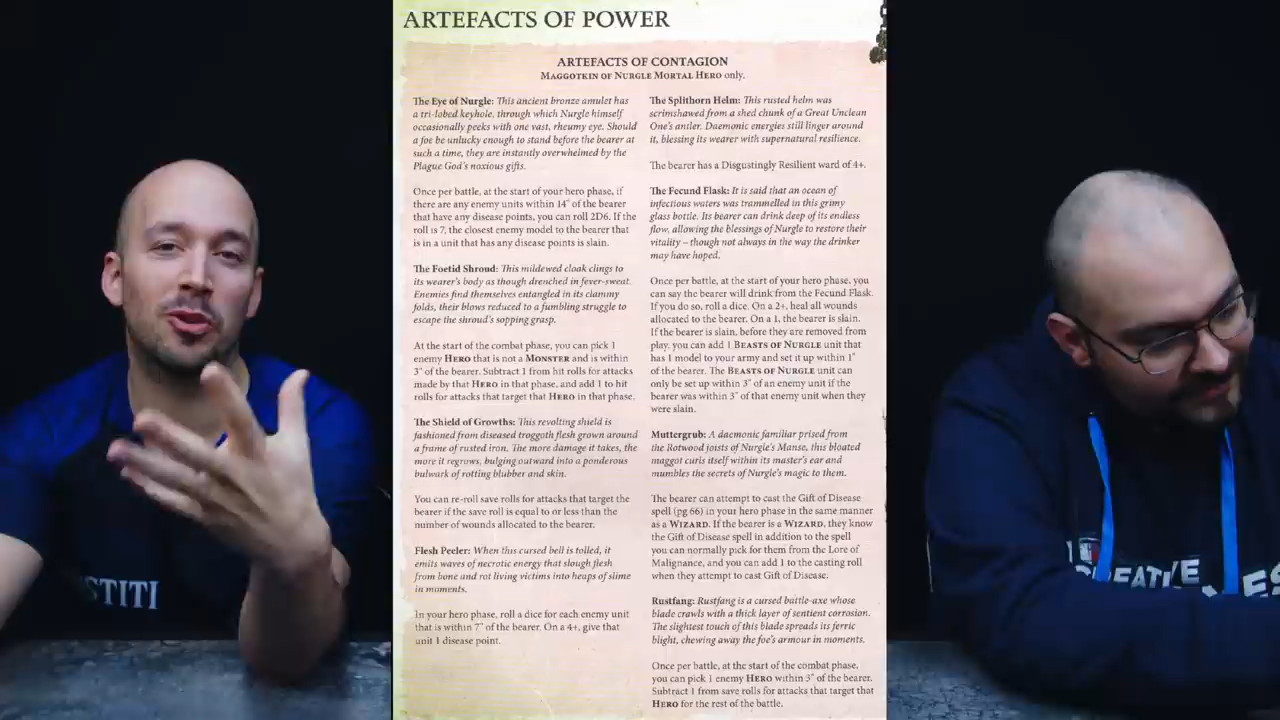 ARTEFACTS OF POWER
ARTEFACTS OF CONTAGION
MAGGOTKIN OF NURGLE MORTAL HERO only.
The Eye of Nurgle: This ancient bronze amulet has
a tri-lobed keyhole, through which Nurgle himself
occasionally peeks with one vast, rheumy eye. Should
a foe be unlucky enough to stand before the bearer at
such a time, they are instantly overwhelmed by the
Plague God's noxious gifts.
Once per battle, at the start of your hero phase, if
there are any enemy units within 14" of the bearer
that have any disease points, you can roll 2D6. If the
roll is 7, the closest enemy model to the bearer that
is in a unit that has any disease points is slain.
The Foetid Shroud: This mildewed cloak clings to
its wearer's body as though drenched in fever-sweat.
Enemies find themselves entangled in its clammy
folds, their blows reduced to a fumbling struggle to
escape the shroud's sopping grasp.
At the start of the combat phase, you can pick 1
enemy HERO that is not a MONSTER and is within
3" of the bearer. Subtract 1 from hit rolls for attacks
made by that HERO in that phase, and add 1 to hit
rolls for attacks that target that HERO in that phase.
The Shield of Growths: This revolting shield is
fashioned from diseased troggoth flesh grown around
a frame of rusted iron. The more damage it takes, the
more it regrows, bulging outward into a ponderous
bulwark of rotting blubber and skin.
You can re-roll save rolls for attacks that target the
bearer if the save roll is equal to or less than the
number of wounds allocated to the bearer.
Flesh Peeler: When this cursed bell is tolled, it
emits waves of necrotic energy that slough flesh
from bone and rot living victims into heaps of slime
in moments.
In your hero phase, roll a dice for each enemy unit
that is within 7" of the bearer. On a 4+, give that
unit 1 disease point.
The Splithorn Helm: This rusted helm was
scrimshawed from a shed chunk of a Great Unclean
One's antler. Daemonic energies still linger around
it, blessing its wearer with supernatural resilience.
The bearer has a Disgustingly Resilient ward of 4+.
The Fecund Flask: It is said that an ocean of
infectious waters was trammelled in this grimy
glass bottle. Its bearer can drink deep of its endless
flow, allowing the blessings of Nurgle to restore their
vitality – though not always in the way the drinker
may have hoped.
Once per battle, at the start of your hero phase, you
can say the bearer will drink from the Fecund Flask.
If you do so, roll a dice. On a 2+, heal all wounds
allocated to the bearer. On a 1, the bearer is slain.
If the bearer is slain, before they are removed from
play, you can add 1 BEASTS OF NURGLE unit that
has 1 model to your army and set it up within 1"
of the bearer. The BEASTS OF NURGLE unit can
only be set up within 3" of an enemy unit if the
bearer was within 3" of that enemy unit when they
were slain.
Muttergrub: A daemonic familiar prised from
the Rotwood joists of Nurgle's Manse, this bloated
maggot curls itself within its master's ear and
mumbles the secrets of Nurgle's magic to them.
The bearer can attempt to cast the Gift of Disease
spell (pg 66) in your hero phase in the same manner
as a WIZARD. If the bearer is a WIZARD, they know
the Gift of Disease spell in addition to the spell
you can normally pick for them from the Lore of
Malignance, and you can add 1 to the casting roll
when they attempt to cast Gift of Disease.
Rustfang: Rustfang is a cursed battle-axe whose
blade crawls with a thick layer of sentient corrosion.
The slightest touch of this blade spreads its ferric
blight, chewing away the foe's armour in moments.
Once per battle, at the start of the combat phase,
you can pick 1 enemy HERO within 3" of the bearer.
Subtract 1 from save rolls for attacks that target that
HERO for the rest of the battle.
STITI